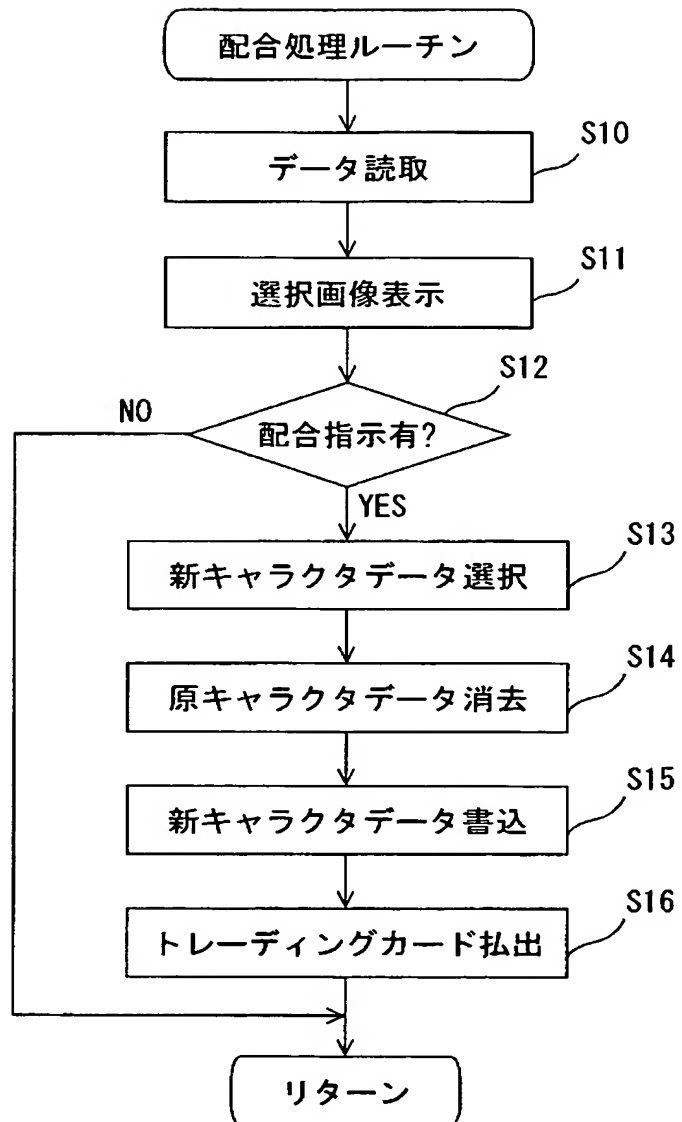 配合処理ルーチン
S10
データ読取
S11
選択画像表示
S12
NO
配合指示有?
YES
S13
新キャラクタデータ選択
S14
原キャラクタデータ消去
S15
新キャラクタデータ書込
S16
トレーディングカード払出
リターン